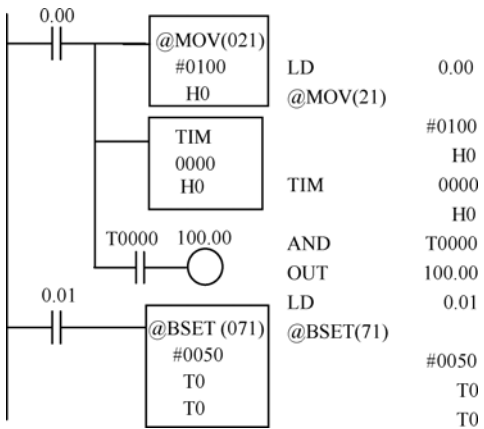 0.00
@MOV(021)
#0100
H0
TIM
0000
H0
T0000 100.00
0.01
@BSET (071)
#0050
T0
T0
LD 0.00
@MOV(21)
#0100
H0
TIM 0000
H0
AND T0000
OUT 100.00
LD 0.01
@BSET(71)
#0050
T0
T0